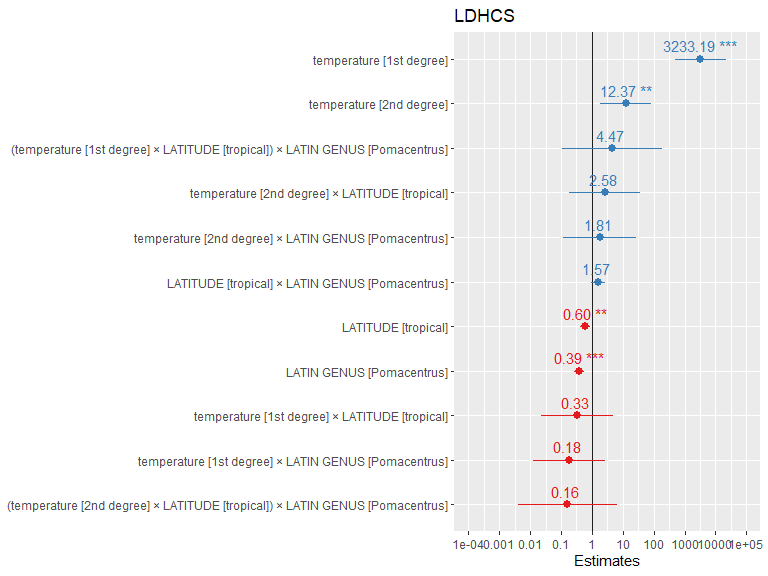 LDHCS
temperature [1st degree]
3233.19 ***
temperature [2nd degree]
12.37 **
(temperature [1st degree] × LATITUDE [tropical]) × LATIN GENUS [Pomacentrus]
4.47
temperature [2nd degree] × LATITUDE [tropical]
2.58
temperature [2nd degree] × LATIN GENUS [Pomacentrus]
1.81
LATITUDE [tropical] × LATIN GENUS [Pomacentrus]
1.57
LATITUDE [tropical]
0.60 **
LATIN GENUS [Pomacentrus]
0.39 ***
temperature [1st degree] × LATITUDE [tropical]
0.33
temperature [1st degree] × LATIN GENUS [Pomacentrus]
0.18
(temperature [2nd degree] × LATITUDE [tropical]) × LATIN GENUS [Pomacentrus]
0.16
1e-04 0.001 0.01 0.1 1 10 100 1000 10000 1e+05
Estimates